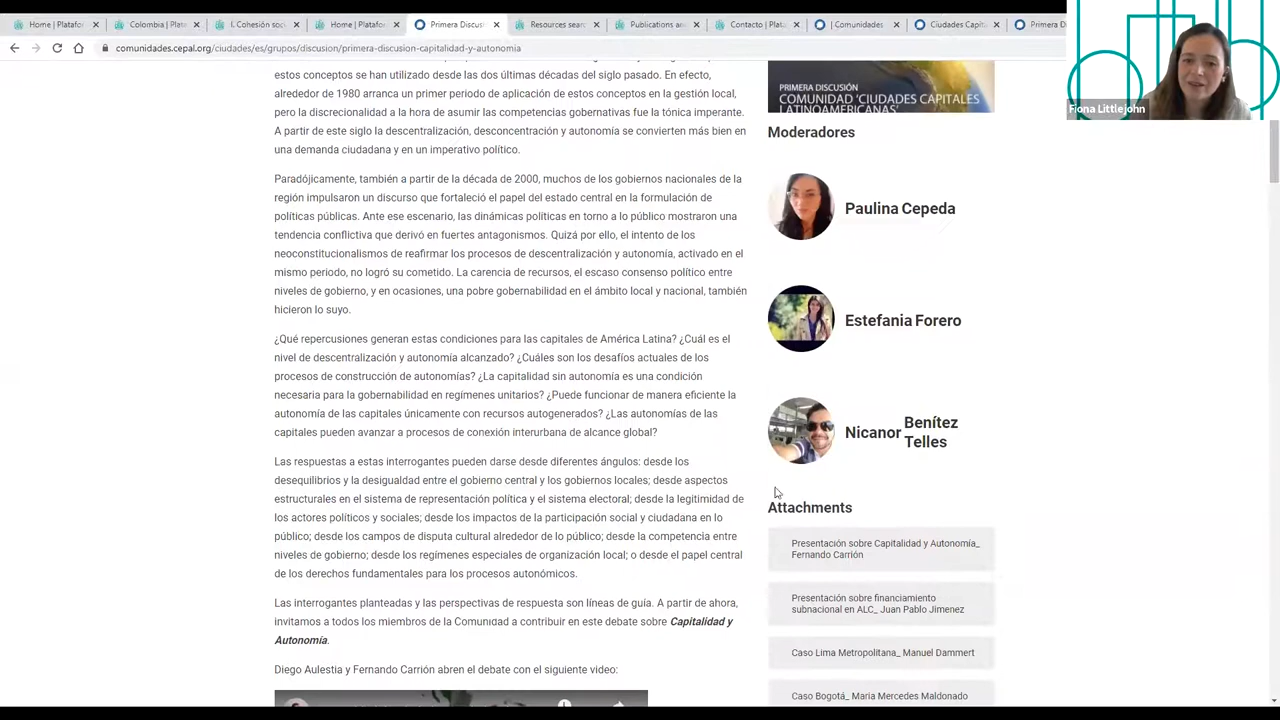 Home | Platafor
Colombia | Plate
I. Cohesión soc
Home | Platafor
Primera Discus
Resources sear
Publications an
Contacto | Plat
| Comunidades
Ciudades Capit
Primera D
comunidades.cepal.org/ciudades/es/grupos/discusion/primera-discusion-capitalidad-y-autonomia
Fiona Littlejohn
estos conceptos se han utilizado desde las dos últimas décadas del siglo pasado. En efecto,
alrededor de 1980 arranca un primer periodo de aplicación de estos conceptos en la gestión local,
pero la discrecionalidad a la hora de asumir las competencias gobernativas fue la tónica imperante.
A partir de este siglo la descentralización, desconcentración y autonomía se convierten más bien en
una demanda ciudadana y en un imperativo político.
Paradójicamente, también a partir de la década de 2000, muchos de los gobiernos nacionales de la
región impulsaron un discurso que fortaleció el papel del estado central en la formulación de
políticas públicas. Ante ese escenario, las dinámicas políticas en torno a lo público mostraron una
tendencia conflictiva que derivó en fuertes antagonismos. Quizá por ello, el intento de los
neoconstitucionalismos de reafirmar los procesos de descentralización y autonomía, activado en el
mismo periodo, no logró su cometido. La carencia de recursos, el escaso consenso político entre
niveles de gobierno, y en ocasiones, una pobre gobernabilidad en el ámbito local y nacional, también
hicieron lo suyo.
¿Qué repercusiones generan estas condiciones para las capitales de América Latina? ¿Cuál es el
nivel de descentralización y autonomía alcanzado? ¿Cuáles son los desafíos actuales de los
procesos de construcción de autonomías? ¿La capitalidad sin autonomía es una condición
necesaria para la gobernabilidad en regímenes unitarios? ¿Puede funcionar de manera eficiente la
autonomía de las capitales únicamente con recursos autogenerados? ¿Las autonomías de las
capitales pueden avanzar a procesos de conexión interurbana de alcance global?
Las respuestas a estas interrogantes pueden darse desde diferentes ángulos: desde los
desequilibrios y la desigualdad entre el gobierno central y los gobiernos locales; desde aspectos
estructurales en el sistema de representación política y el sistema electoral; desde la legitimidad de
los actores políticos y sociales; desde los impactos de la participación social y ciudadana en lo
público; desde los campos de disputa cultural alrededor de lo público; desde la competencia entre
niveles de gobierno; desde los regímenes especiales de organización local; o desde el papel central
de los derechos fundamentales para los procesos autonómicos.
Las interrogantes planteadas y las perspectivas de respuesta son líneas de guía. A partir de ahora,
invitamos a todos los miembros de la Comunidad a contribuir en este debate sobre Capitalidad y
Autonomía.
Diego Aulestia y Fernando Carrión abren el debate con el siguiente video:
PRIMERA DISCUSIÓN
COMUNIDAD 'CIUDADES CAPITALES
LATINOAMERICANAS'
Moderadores
Paulina Cepeda
Estefania Forero
Nicanor Benítez
Telles
Attachments
Presentación sobre Capitalidad y Autonomía_
Fernando Carrión
Presentación sobre financiamiento
subnacional en ALC_ Juan Pablo Jimenez
Caso Lima Metropolitana_ Manuel Dammert
Caso Bogotá_ Maria Mercedes Maldonado